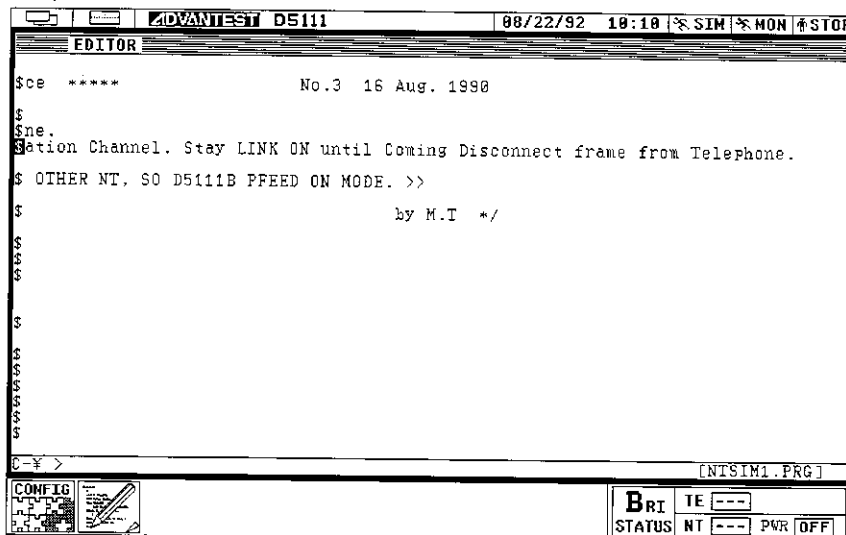 ADVANTEST D5111 08/22/92 10:10 SIM MON STOP
EDITOR
$ce ***** No.3 16 Aug. 1990
$
$ne.
$ation Channel. Stay LINK ON until Coming Disconnect frame from Telephone.
$ OTHER NT, SO D5111B PFEED ON MODE. >>
$ by M.T */
$
$
$
$
$
$
$
$
$
$
C-¥ > [NTSIM1.PRG]
CONFIG
BRI TE ---
STATUS NT --- PWR OFF